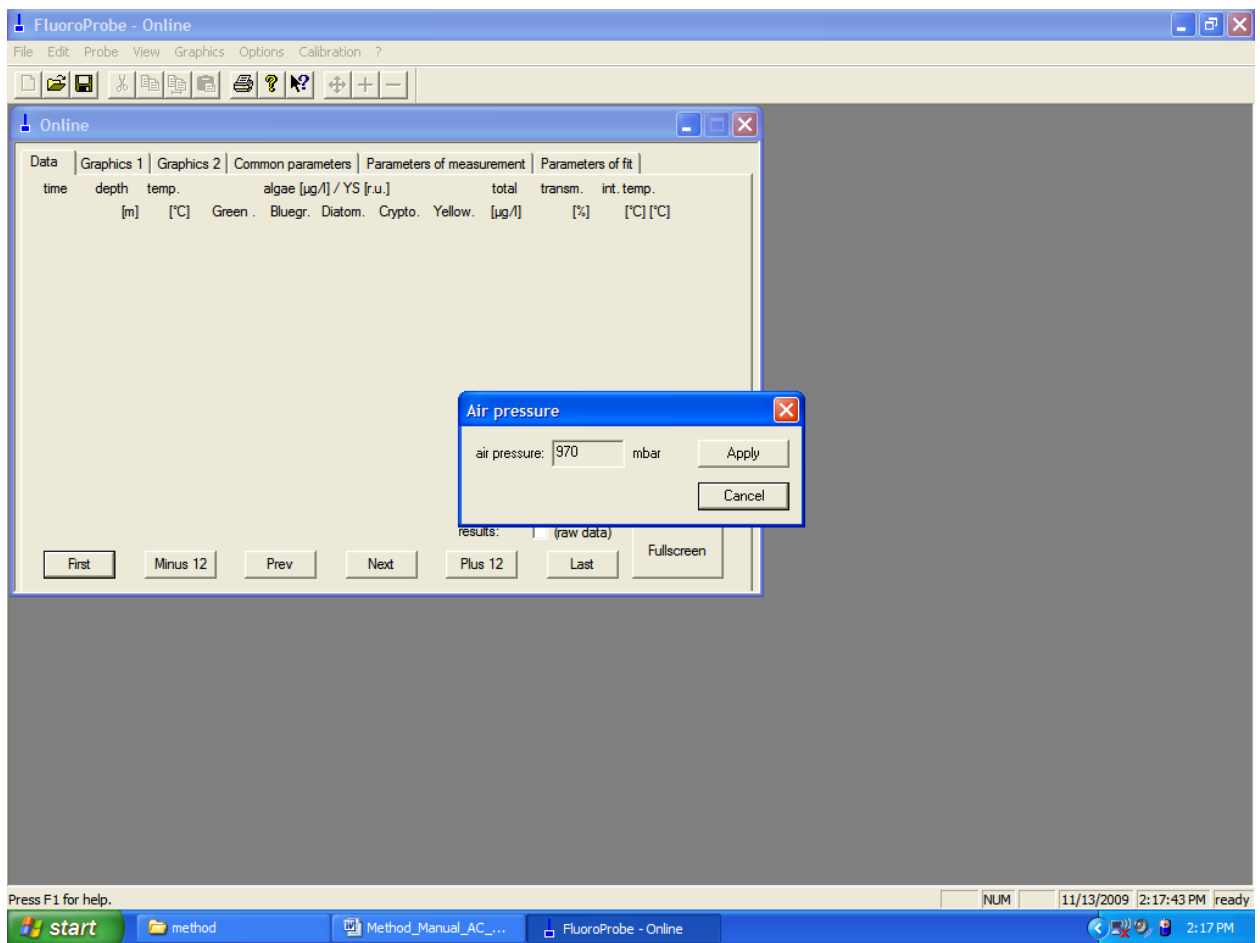 FluoroProbe - Online
File Edit Probe View Graphics Options Calibration ?
Online
Data Graphics 1 Graphics 2 Common parameters Parameters of measurement Parameters of fit
time depth temp. algae [µg/l] / YS [r.u.] total transm. int. temp.
[m] [°C] Green . Bluegr. Diatom. Crypto. Yellow. [µg/l] [%] [°C] [°C]
Air pressure
air pressure: 970 mbar Apply
Cancel
results: (raw data)
First Minus 12 Prev Next Plus 12 Last Fullscreen
Press F1 for help. NUM 11/13/2009 2:17:43 PM ready
start method Method_Manual_AC_... FluoroProbe - Online 2:17 PM